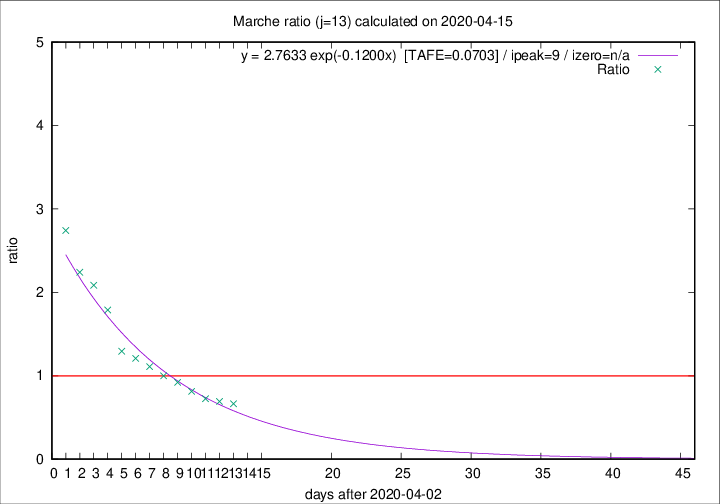 Marche ratio (j=13) calculated on 2020-04-15
y = 2.7633 exp(-0.1200x) [TAFE=0.0703] / ipeak=9 / izero=n/a
Ratio
5
4
3
2
1
0
ratio
0 1 2 3 4 5 6 7 8 9 10 11 12 13 14 15 20 25 30 35 40 45
days after 2020-04-02